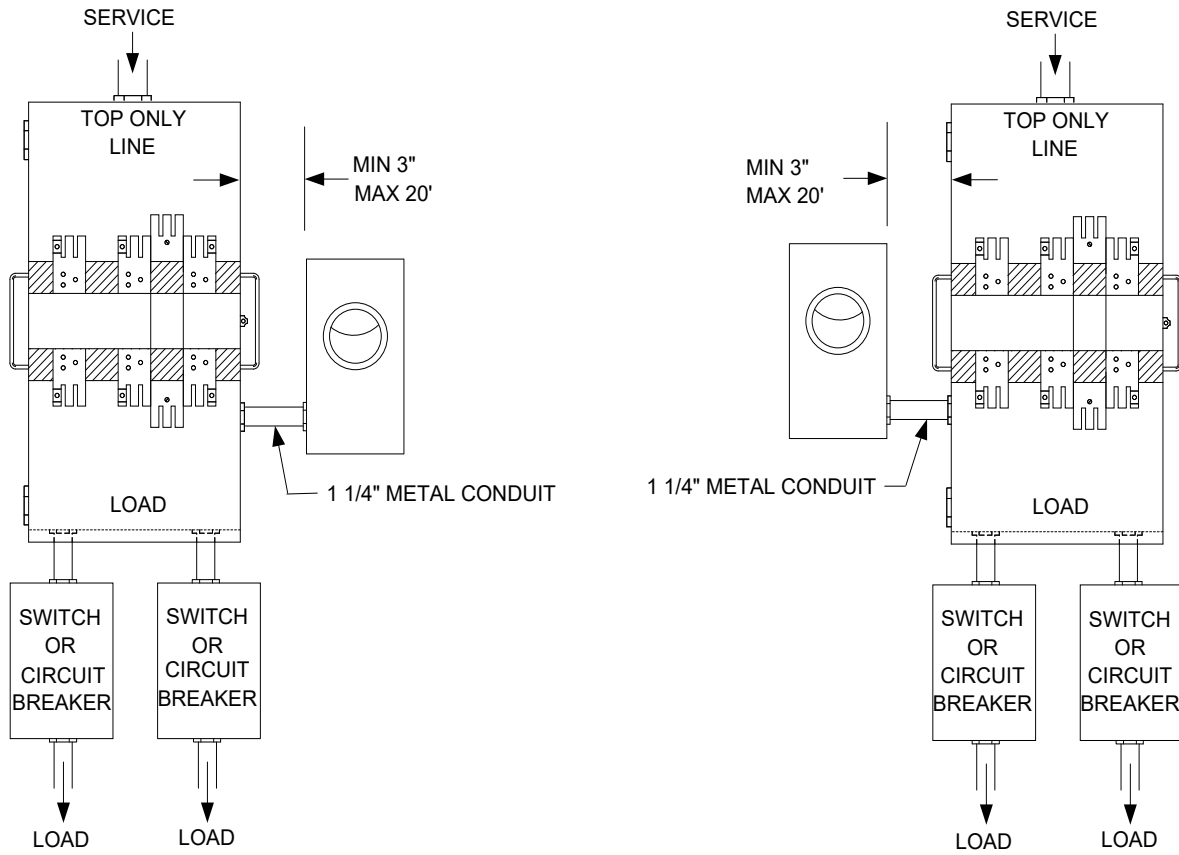 SERVICE
TOP ONLY
LINE
MIN 3"
MAX 20'
1 1/4" METAL CONDUIT
LOAD
SWITCH
OR
CIRCUIT
BREAKER
SWITCH
OR
CIRCUIT
BREAKER
LOAD
LOAD
SERVICE
TOP ONLY
LINE
MIN 3"
MAX 20'
1 1/4" METAL CONDUIT
LOAD
SWITCH
OR
CIRCUIT
BREAKER
SWITCH
OR
CIRCUIT
BREAKER
LOAD
LOAD